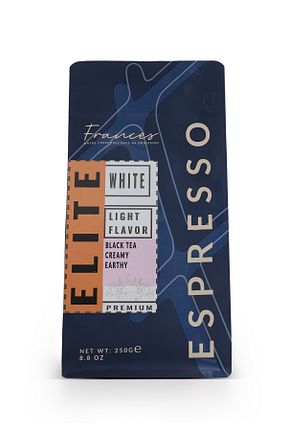 Frances
ELITE
WHITE
LIGHT
FLAVOR
BLACK TEA
CREAMY
EARTHY
PREMIUM
NET WT: 250G℮
8.8 OZ
ESPRESSO